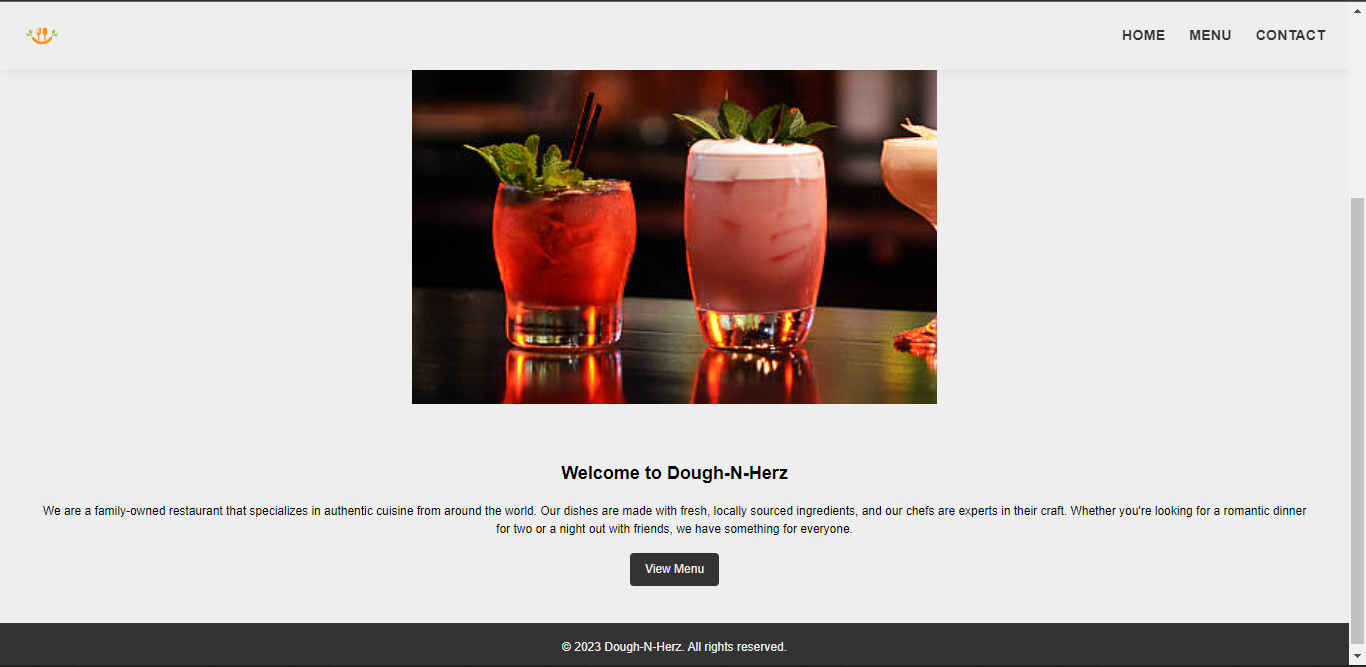 HOME MENU CONTACT
Welcome to Dough-N-Herz
We are a family-owned restaurant that specializes in authentic cuisine from around the world. Our dishes are made with fresh, locally sourced ingredients, and our chefs are experts in their craft. Whether you're looking for a romantic dinner
for two or a night out with friends, we have something for everyone.
View Menu
© 2023 Dough-N-Herz. All rights reserved.